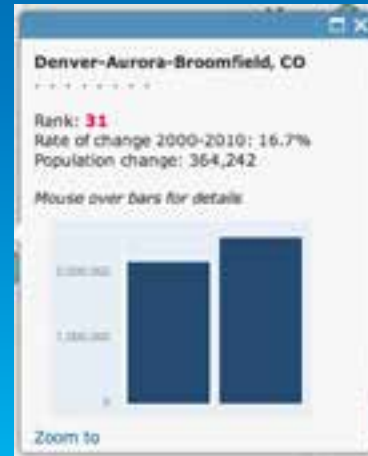 Denver-Aurora-Broomfield, CO
Rank: 31
Rate of change 2000-2010: 16.7%
Population change: 364,242
Mouse over bars for details
2,000,000
1,000,000
0
Zoom to